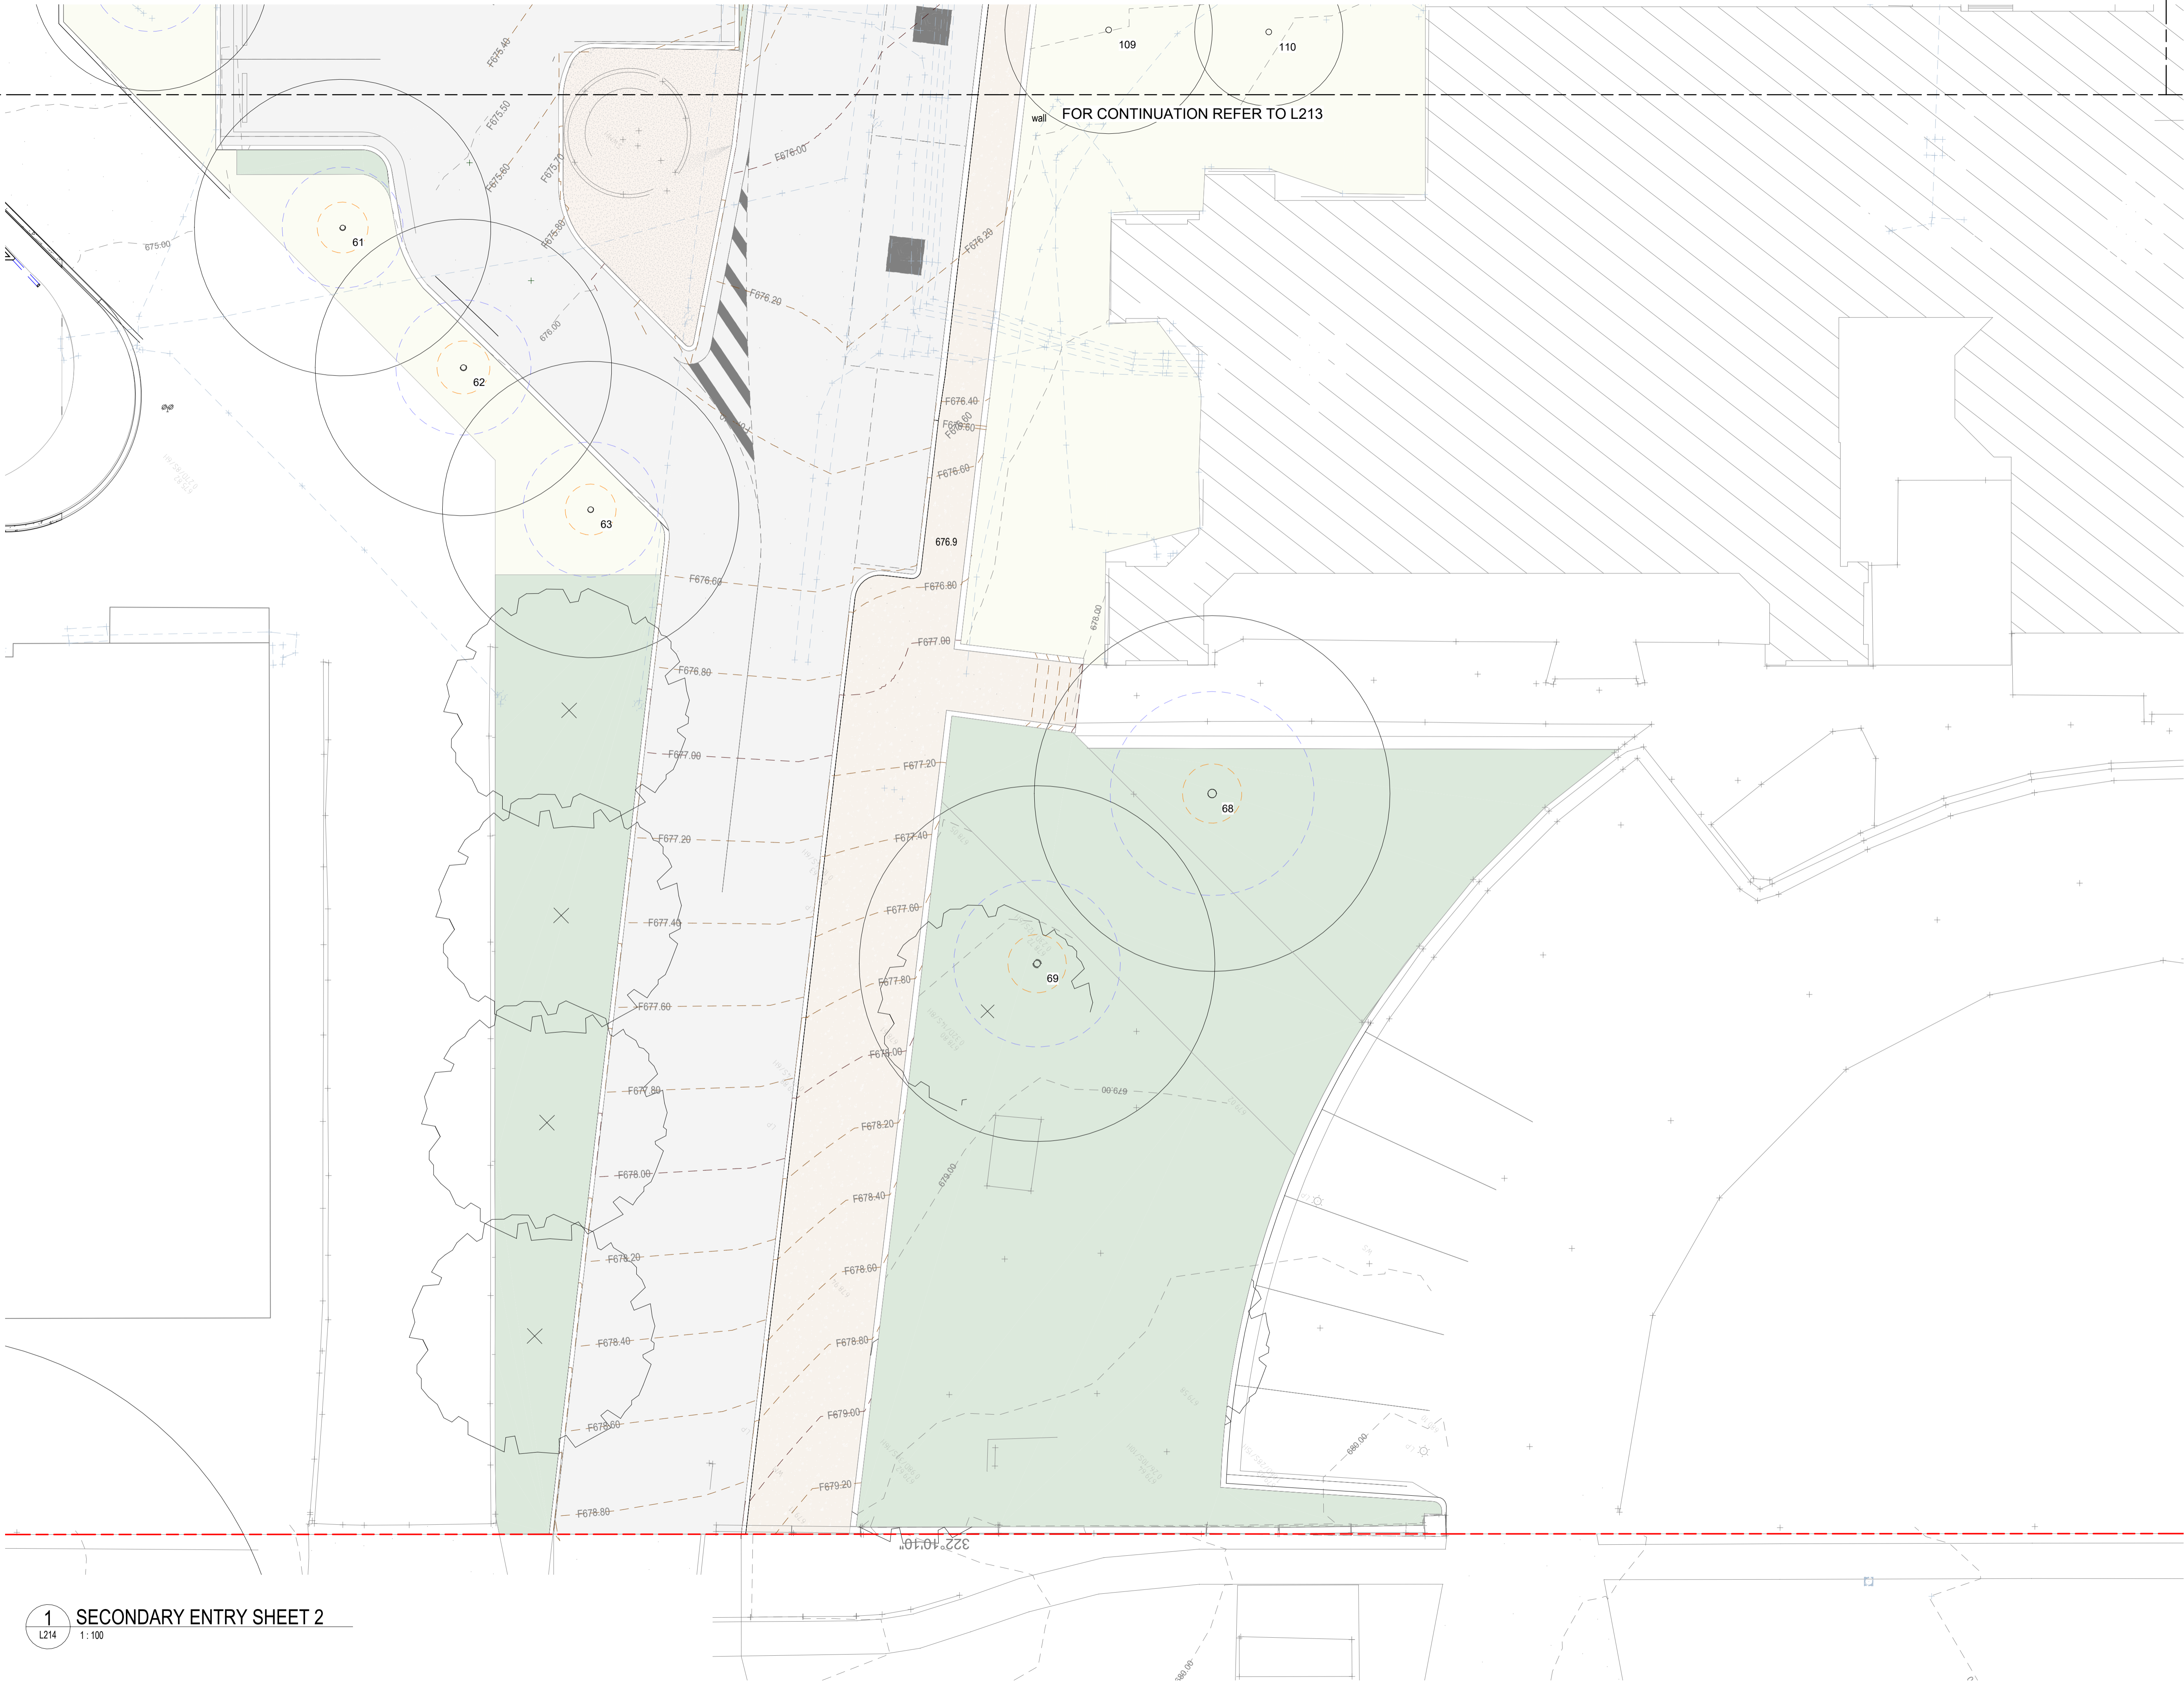 109
110
F675.40
F675.50
F675.60
F675.70
F675.80
F676.00
wall
FOR CONTINUATION REFER TO L213
61
675.00
F676.20
F676.20
676.00
62
F676.40
F676.60
F676.60
63
676.9
F676.60
F676.80
678.00
F677.00
F676.80
F677.00
F677.20
68
F677.20
F677.40
F677.40
F677.60
69
F677.80
F677.60
F678.00
F677.80
679.00
F678.20
F678.00
679.00
F678.40
F678.20
F678.60
F678.40
F678.80
F679.00
F678.60
680.00
F679.20
F678.80
322°10'10"
1
L214
SECONDARY ENTRY SHEET 2
1 : 100
680.00